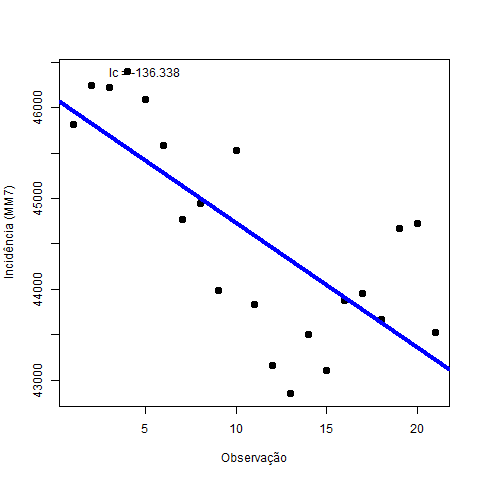 Ic = -136.338
46000
45000
44000
43000
Incidência (MM7)
5 10 15 20
Observação